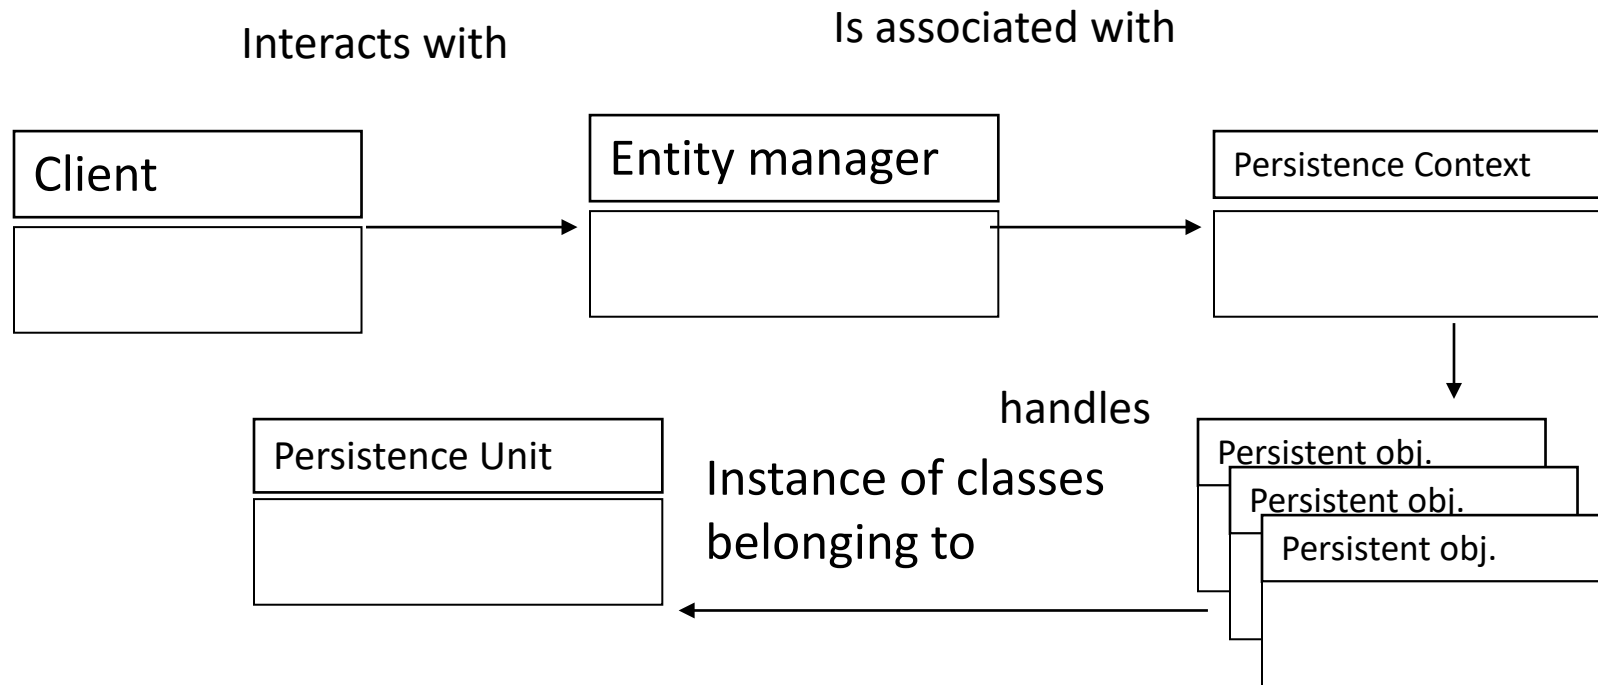 Interacts with
Is associated with
Client
Entity manager
Persistence Context
handles
Persistence Unit
Instance of classes
belonging to
Persistent obj.
Persistent obj.
Persistent obj.